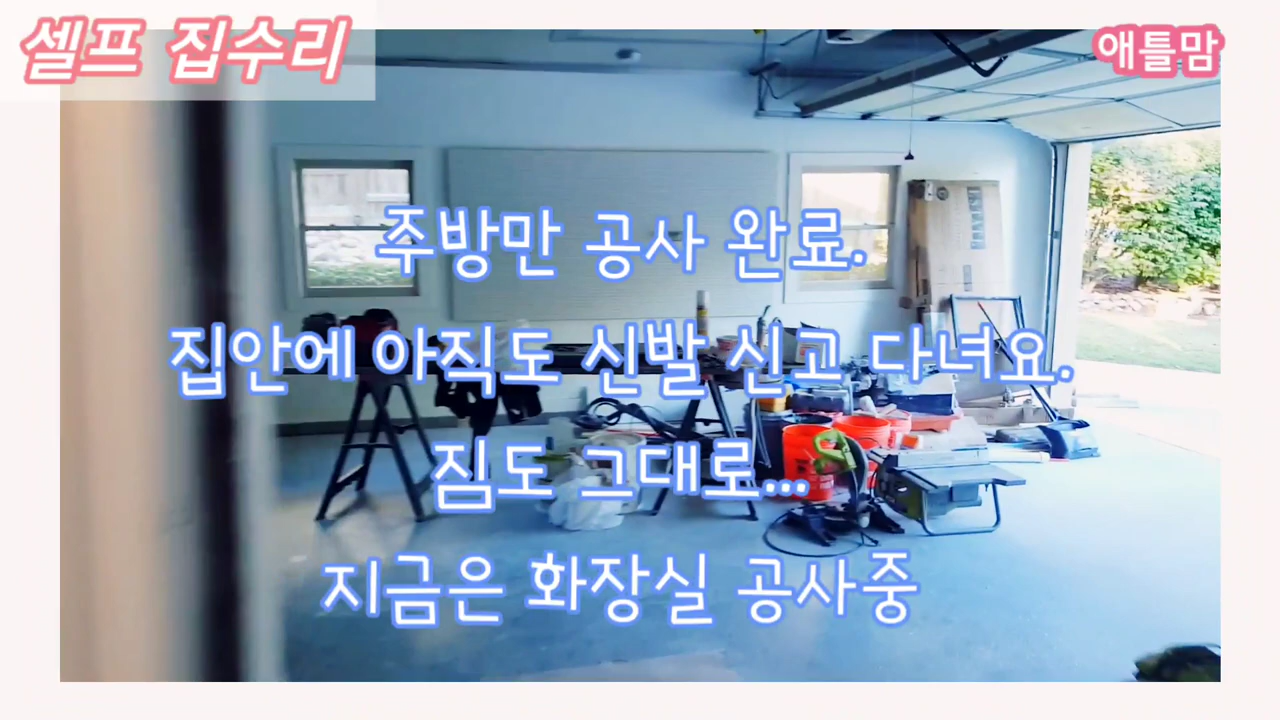 셀프 집수리
애틀맘
주방만 공사 완료.
집안에 아직도 신발 신고 다녀요.
짐도 그대로...
지금은 화장실 공사중